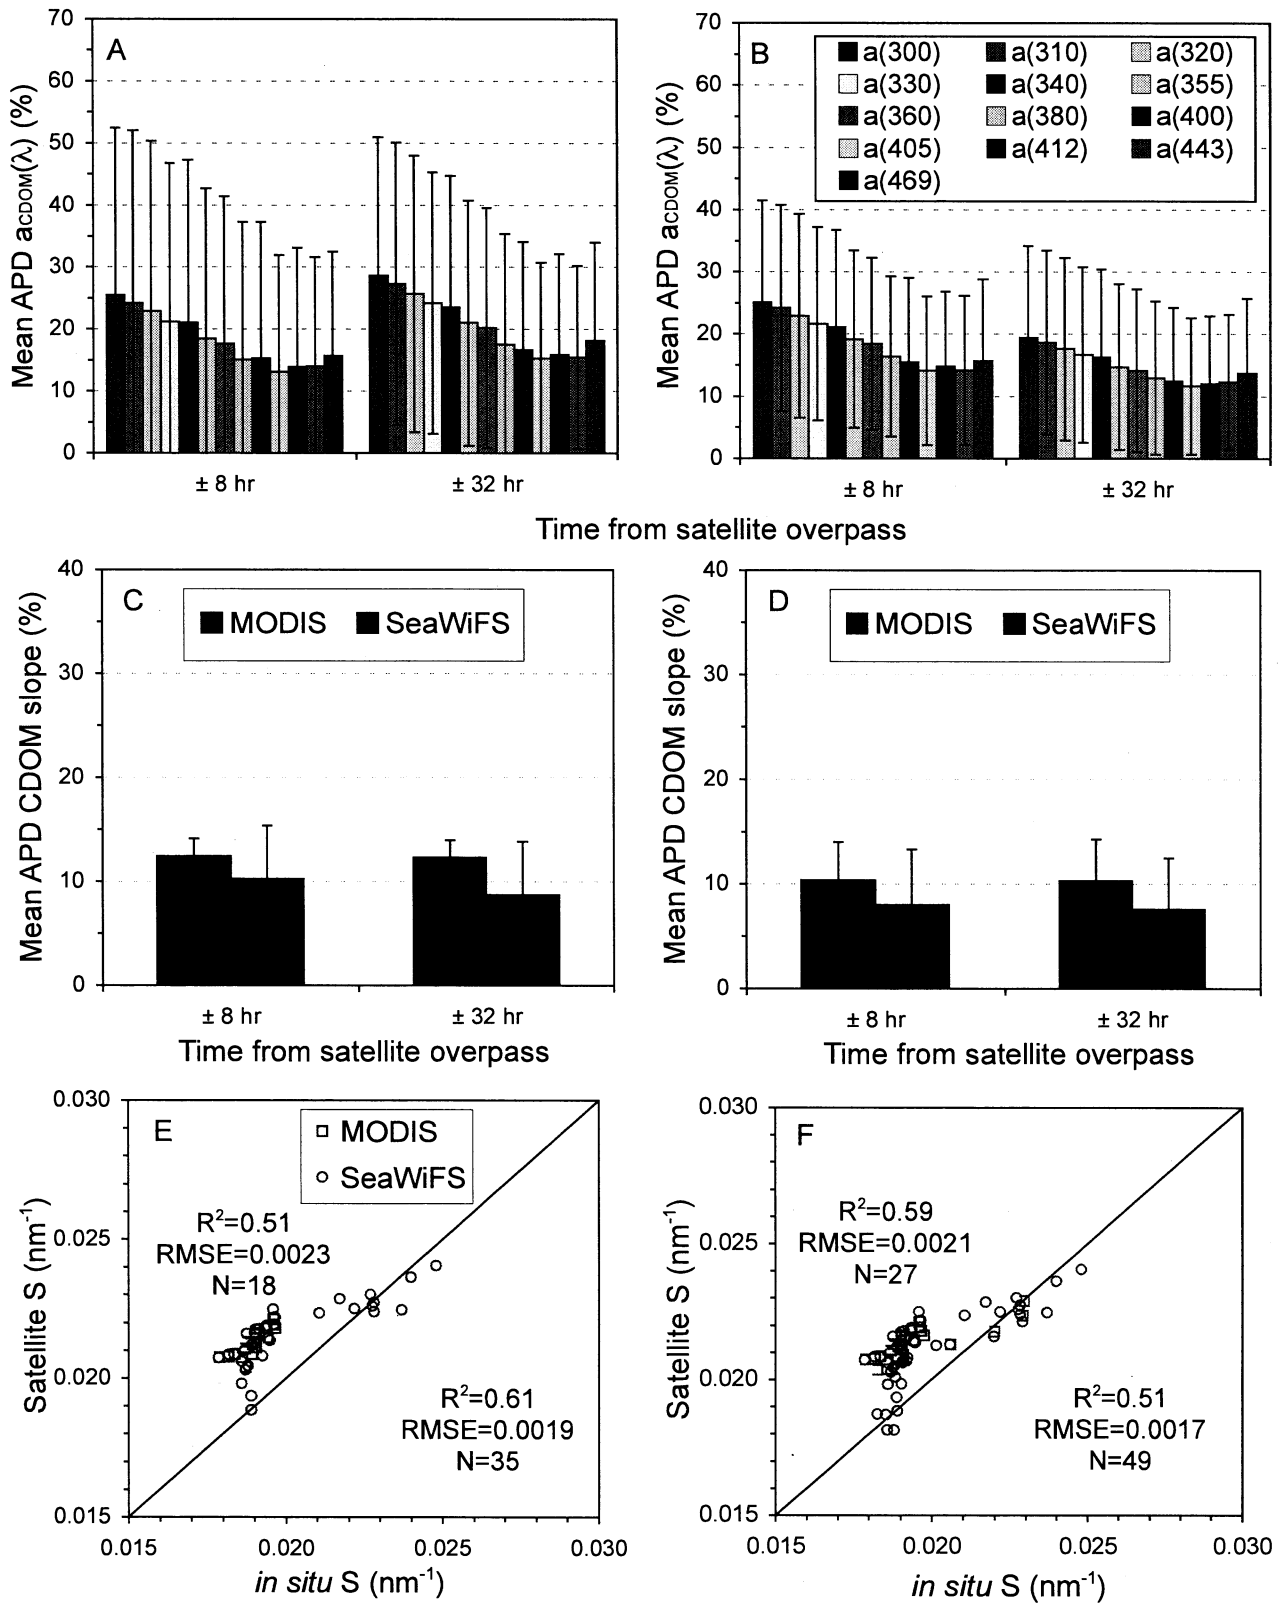 A
Mean APD aCDOM(λ) (%)
70
60
50
40
30
20
10
0
± 8 hr
± 32 hr
B
Mean APD aCDOM(λ) (%)
70
60
50
40
30
20
10
0
a(300) a(310) a(320)
a(330) a(340) a(355)
a(360) a(380) a(400)
a(405) a(412) a(443)
a(469)
± 8 hr
± 32 hr
Time from satellite overpass
C
Mean APD CDOM slope (%)
40
30
20
10
0
MODIS SeaWiFS
± 8 hr
± 32 hr
Time from satellite overpass
D
Mean APD CDOM slope (%)
40
30
20
10
0
MODIS SeaWiFS
± 8 hr
± 32 hr
Time from satellite overpass
E
Satellite S (nm⁻¹)
0.030
0.025
0.020
0.015
MODIS
SeaWiFS
R²=0.51
RMSE=0.0023
N=18
R²=0.61
RMSE=0.0019
N=35
0.015 0.020 0.025 0.030
in situ S (nm⁻¹)
F
Satellite S (nm⁻¹)
0.030
0.025
0.020
0.015
R²=0.59
RMSE=0.0021
N=27
R²=0.51
RMSE=0.0017
N=49
0.015 0.020 0.025 0.030
in situ S (nm⁻¹)